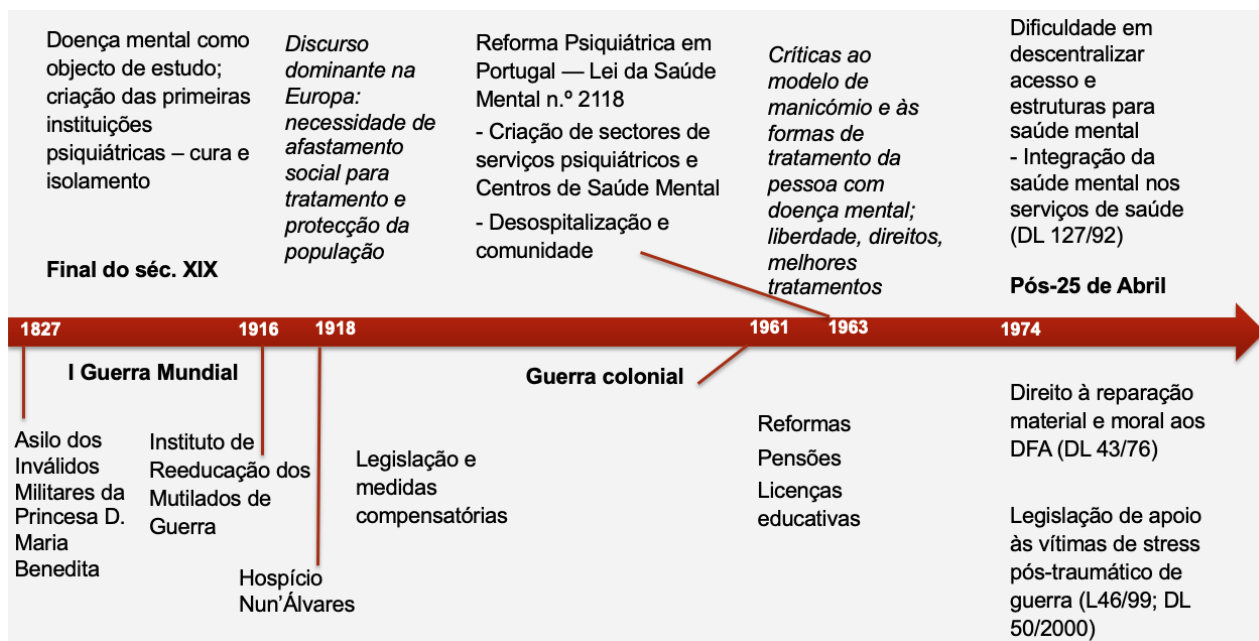 Doença mental como
objecto de estudo;
criação das primeiras
instituições
psiquiátricas – cura e
isolamento
Final do séc. XIX
Discurso
dominante na
Europa:
necessidade de
afastamento
social para
tratamento e
protecção da
população
Reforma Psiquiátrica em
Portugal — Lei da Saúde
Mental n.º 2118
- Criação de sectores de
serviços psiquiátricos e
Centros de Saúde Mental
- Desospitalização e
comunidade
Críticas ao
modelo de
manicómio e às
formas de
tratamento da
pessoa com
doença mental;
liberdade, direitos,
melhores
tratamentos
Dificuldade em
descentralizar
acesso e
estruturas para
saúde mental
- Integração da
saúde mental nos
serviços de saúde
(DL 127/92)
Pós-25 de Abril
1827
1916
1918
1961
1963
1974
I Guerra Mundial
Guerra colonial
Asilo dos
Inválidos
Militares da
Princesa D.
Maria
Benedita
Instituto de
Reeducação dos
Mutilados de
Guerra
Hospício
Nun'Álvares
Legislação e
medidas
compensatórias
Reformas
Pensões
Licenças
educativas
Direito à reparação
material e moral aos
DFA (DL 43/76)
Legislação de apoio
às vítimas de stress
pós-traumático de
guerra (L46/99; DL
50/2000)